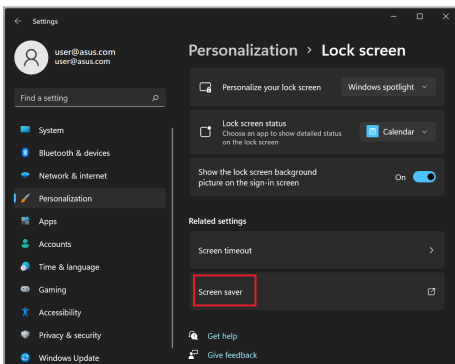 Settings
user@asus.com
user@asus.com
Find a setting
System
Bluetooth & devices
Network & internet
Personalization
Apps
Accounts
Time & language
Gaming
Accessibility
Privacy & security
Windows Update
Personalization > Lock screen
Personalize your lock screen
Windows spotlight
Lock screen status
Choose an app to show detailed status
on the lock screen
Calendar
Show the lock screen background
picture on the sign-in screen
On
Related settings
Screen timeout
Screen saver
Get help
Give feedback